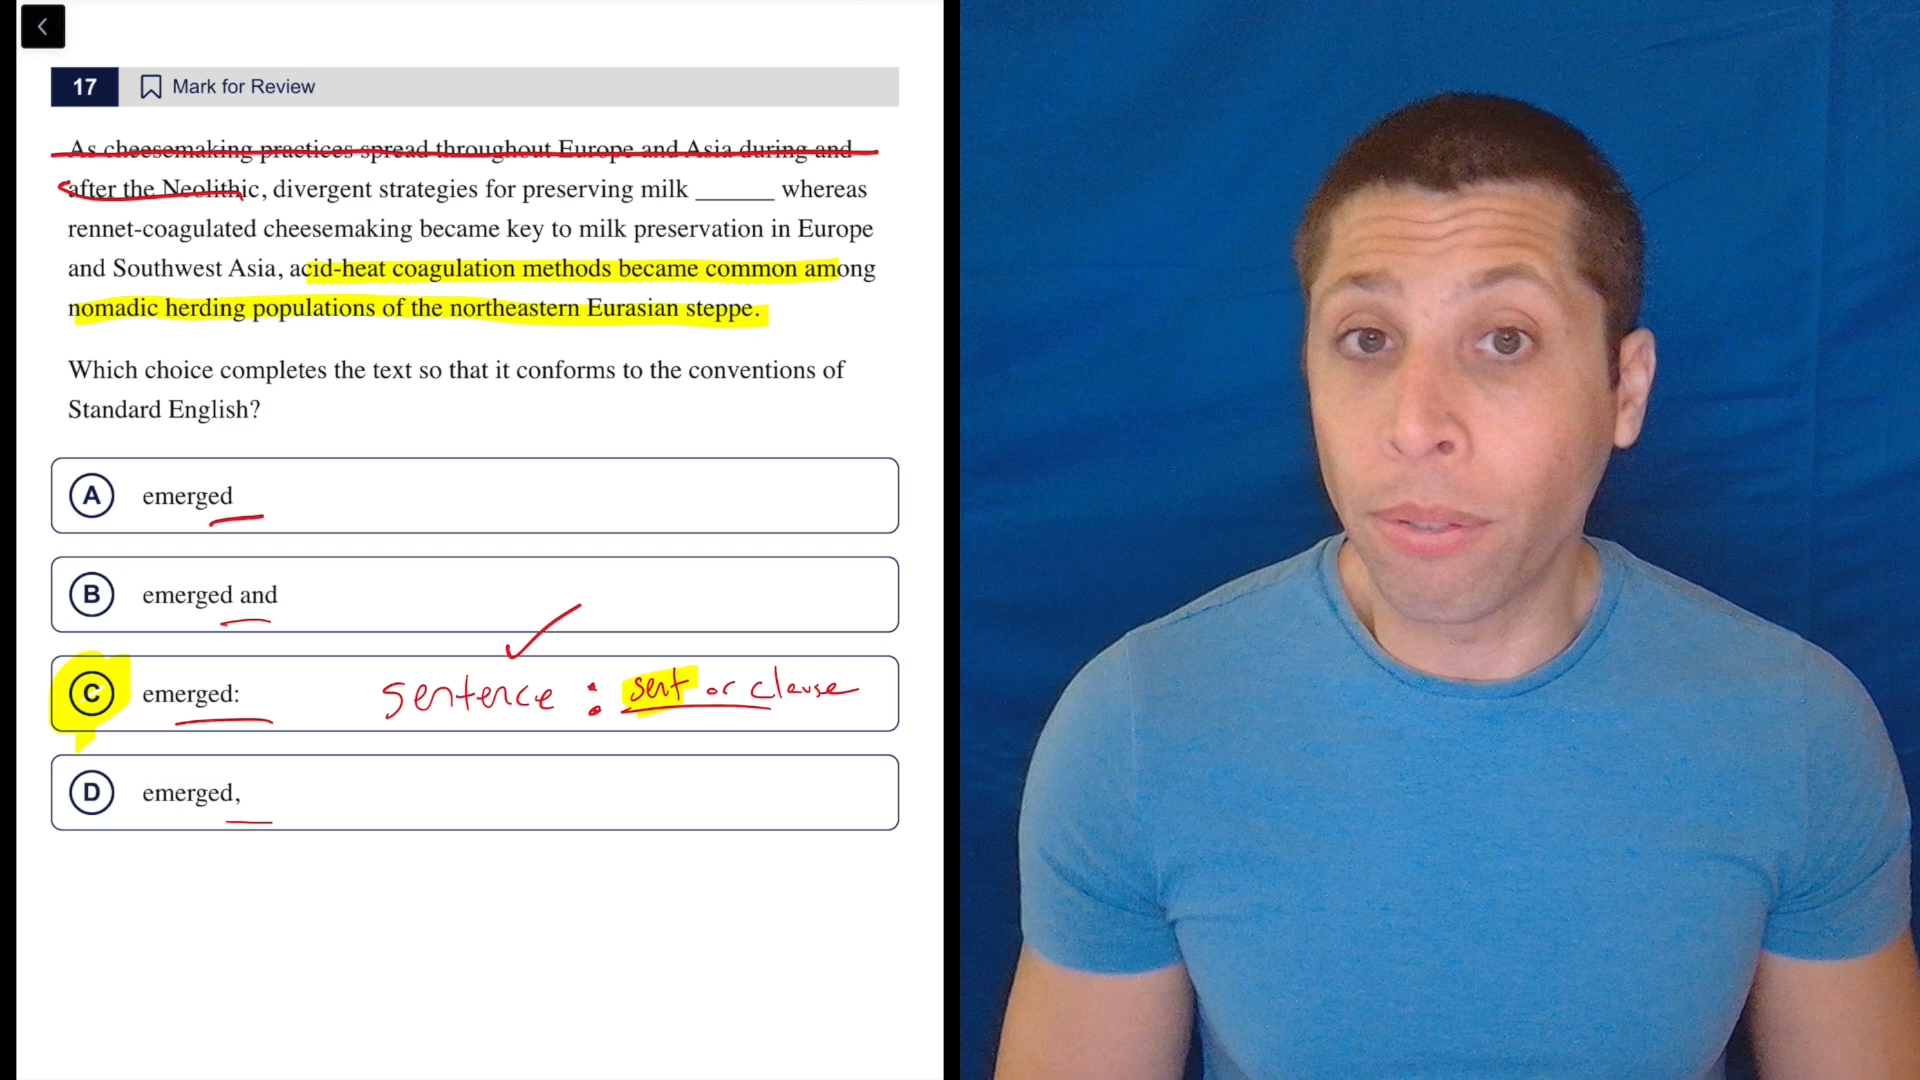 17 Mark for Review
As cheesemaking practices spread throughout Europe and Asia during and
after the Neolithic, divergent strategies for preserving milk ______ whereas
rennet-coagulated cheesemaking became key to milk preservation in Europe
and Southwest Asia, acid-heat coagulation methods became common among
nomadic herding populations of the northeastern Eurasian steppe.
Which choice completes the text so that it conforms to the conventions of
Standard English?
A emerged
B emerged and
C emerged: sentence : sent or clause
D emerged,